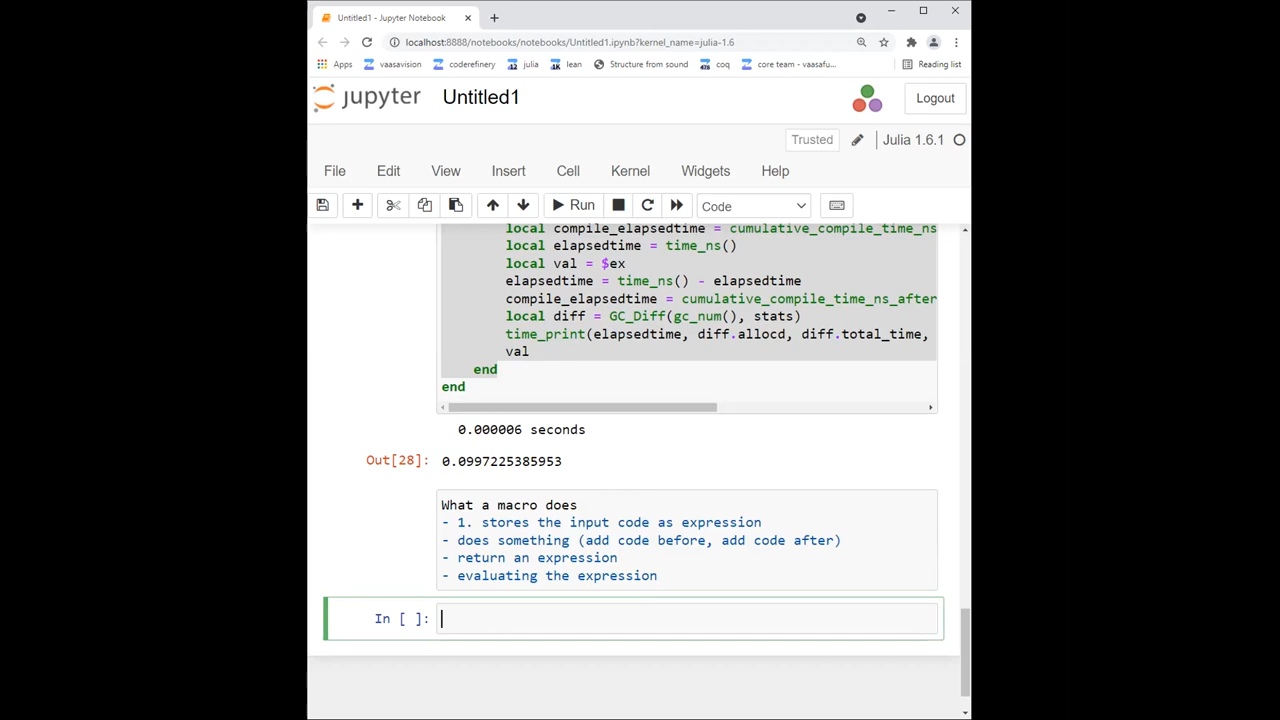 Untitled1 - Jupyter Notebook
localhost:8888/notebooks/notebooks/Untitled1.ipynb?kernel_name=julia-1.6
Apps vaasavision coderefinery julia lean Structure from sound coq core team - vaasafu... Reading list
jupyter Untitled1 Logout
Trusted Julia 1.6.1
File Edit View Insert Cell Kernel Widgets Help
Run Code
local compile_elapsedtime = cumulative_compile_time_ns
local elapsedtime = time_ns()
local val = $ex
elapsedtime = time_ns() - elapsedtime
compile_elapsedtime = cumulative_compile_time_ns_after
local diff = GC_Diff(gc_num(), stats)
time_print(elapsedtime, diff.allocd, diff.total_time,
val
end
end
0.000006 seconds
Out[28]: 0.0997225385953
What a macro does
- 1. stores the input code as expression
- does something (add code before, add code after)
- return an expression
- evaluating the expression
In [ ]: